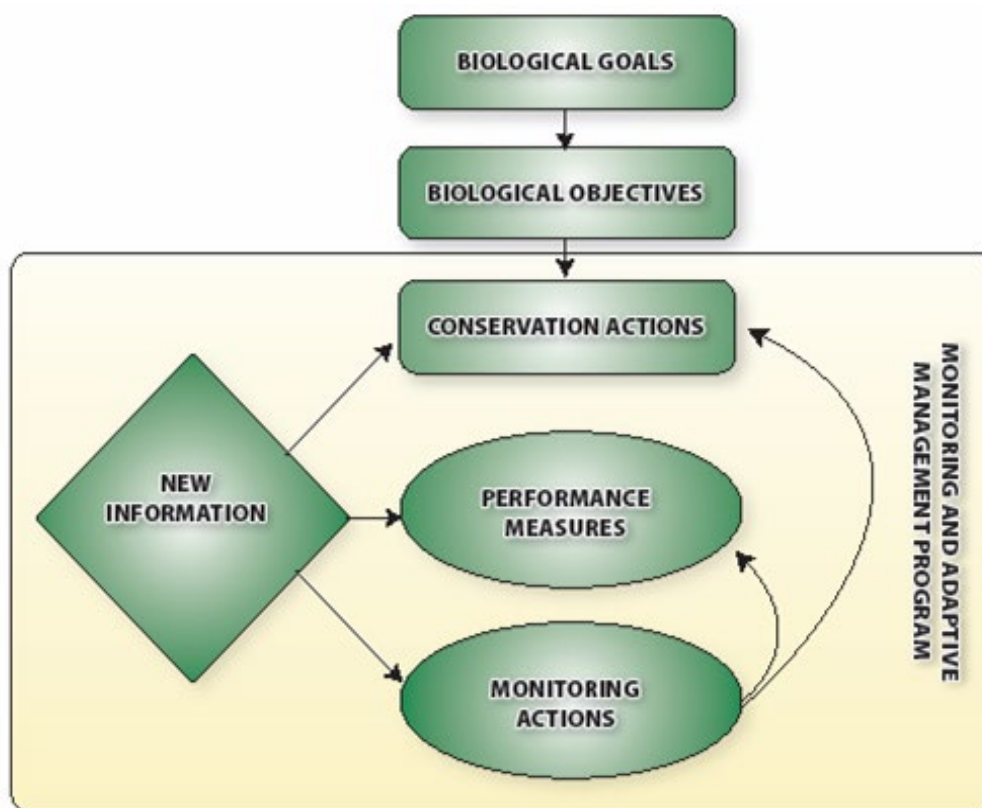 BIOLOGICAL GOALS
BIOLOGICAL OBJECTIVES
CONSERVATION ACTIONS
NEW
INFORMATION
PERFORMANCE
MEASURES
MONITORING
ACTIONS
MONITORING AND ADAPTIVE
MANAGEMENT PROGRAM